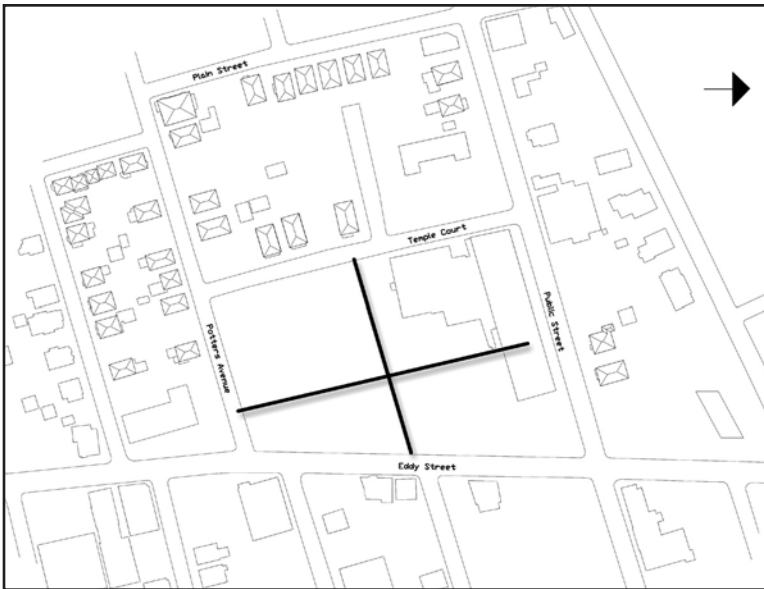 Plain Street
Temple Court
Public Street
Potters Avenue
Eddy Street